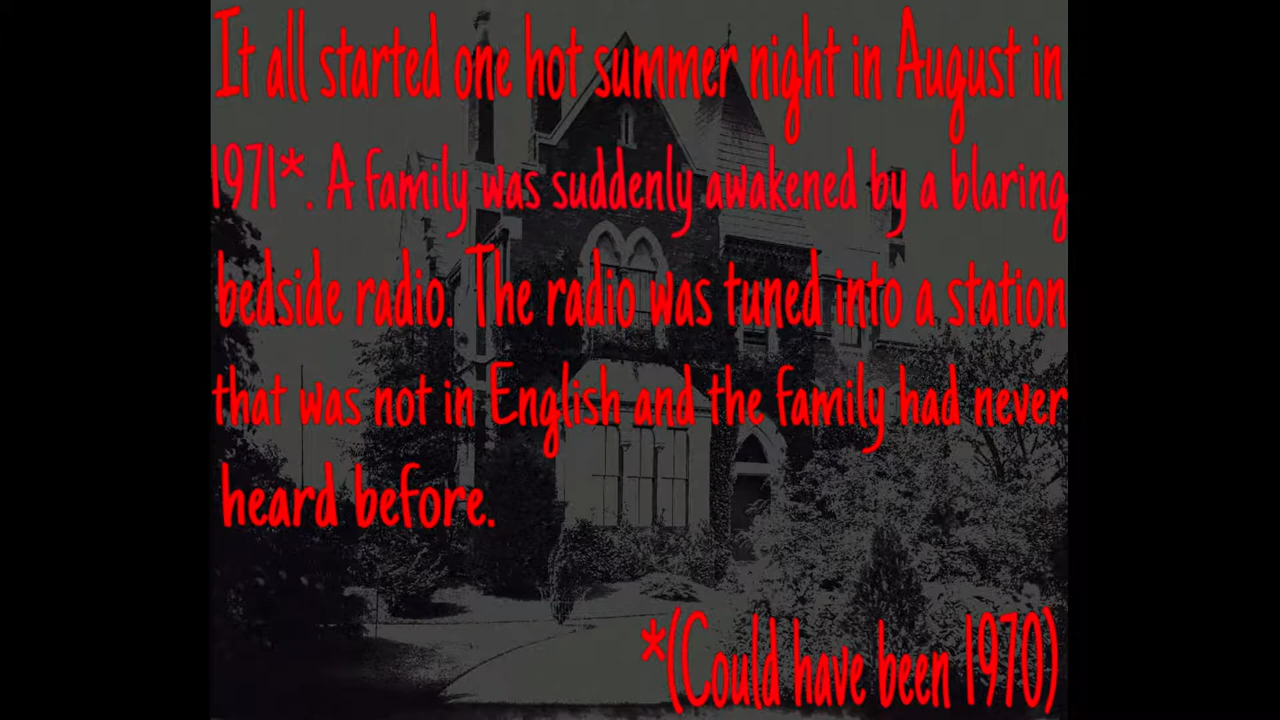 It all started one hot summer night in August in
1971*. A family was suddenly awakened by a blaring
bedside radio. The radio was tuned into a station
that was not in English and the family had never
heard before.
*(Could have been 1970)